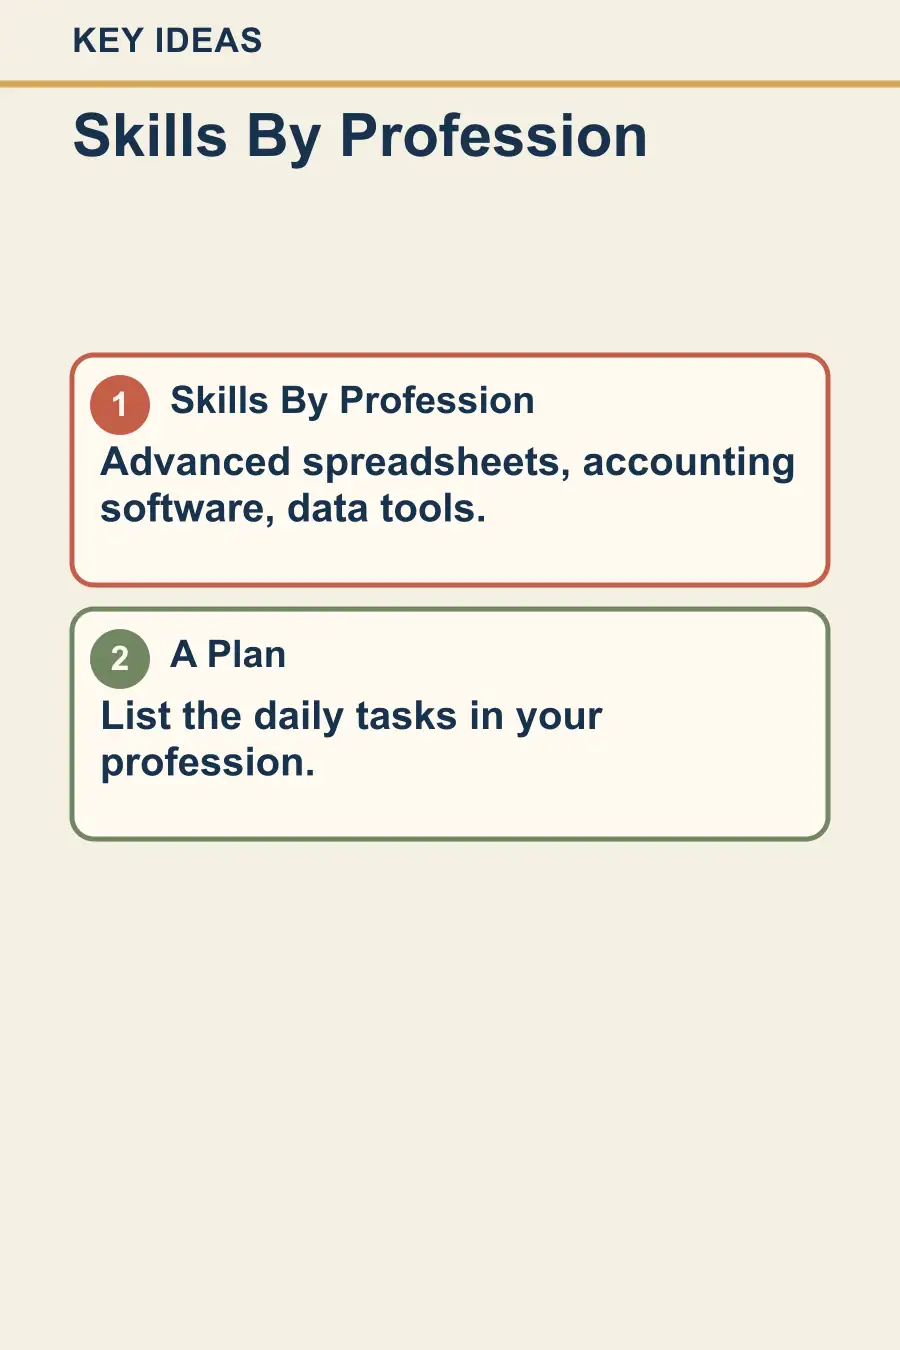 KEY IDEAS
Skills By Profession
1 Skills By Profession
Advanced spreadsheets, accounting
software, data tools.
2 A Plan
List the daily tasks in your
profession.